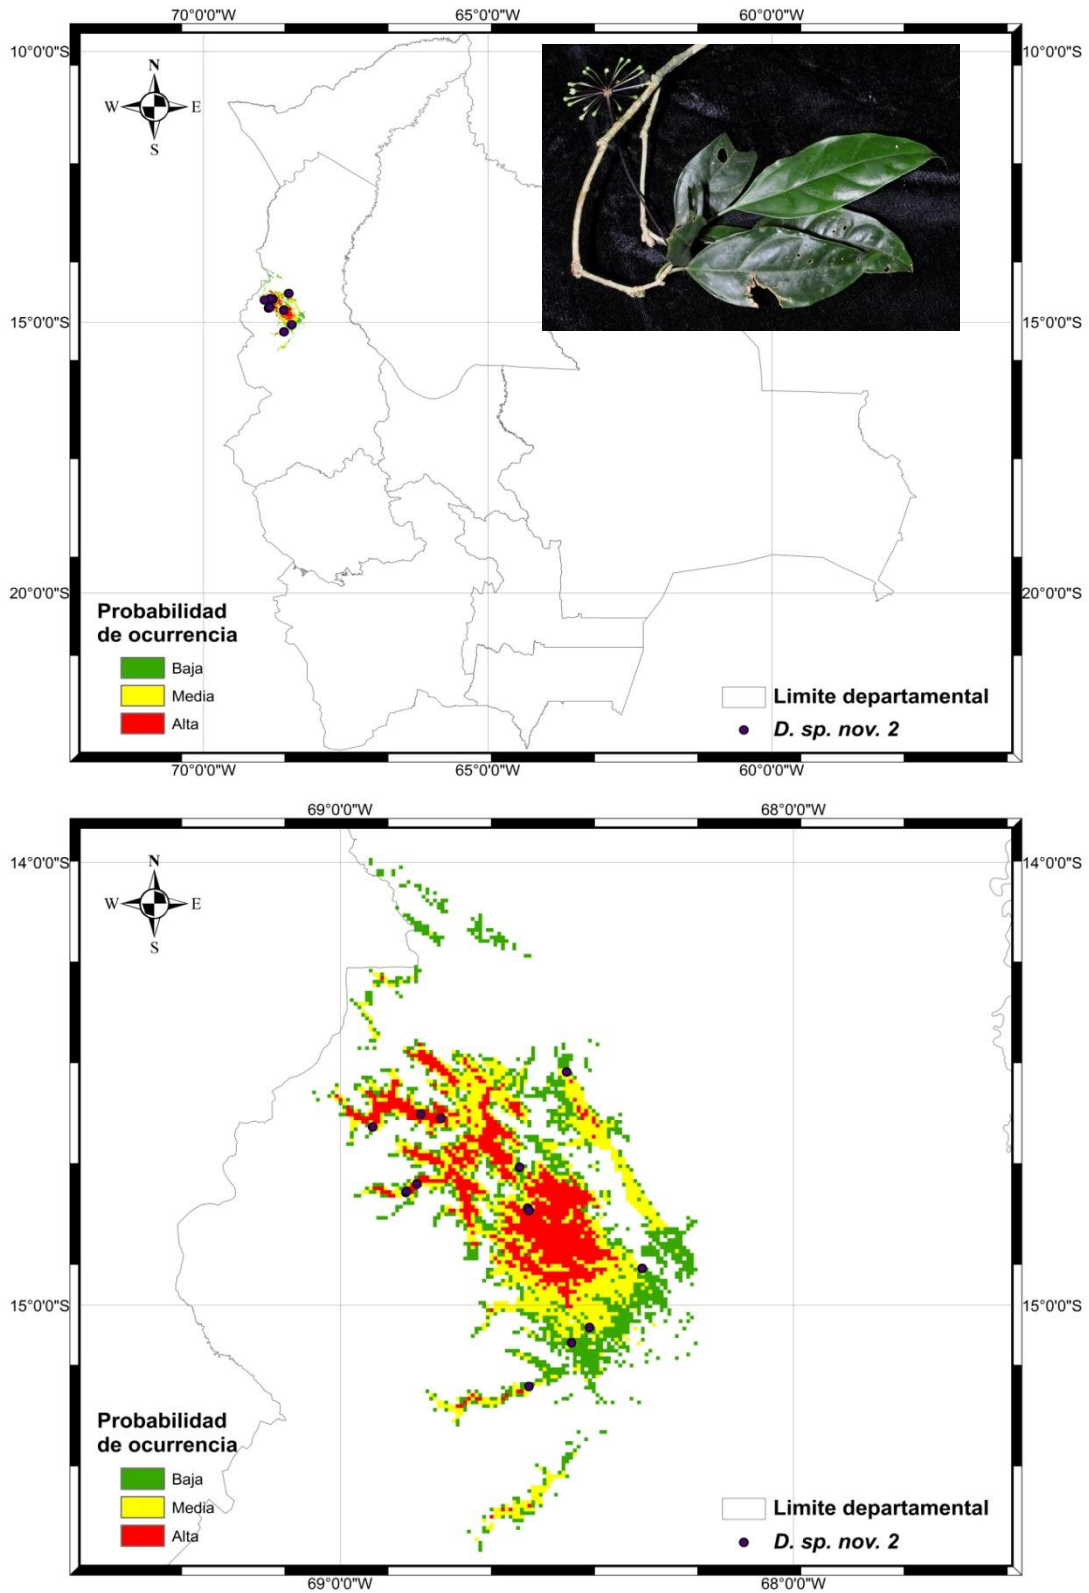 70°0'0"W 65°0'0"W 60°0'0"W
10°0'0"S 10°0'0"S
N
W E
S
15°0'0"S 15°0'0"S
20°0'0"S 20°0'0"S
Probabilidad
de ocurrencia
Baja
Media
Alta
Limite departamental
D. sp. nov. 2
70°0'0"W 65°0'0"W 60°0'0"W
69°0'0"W 68°0'0"W
14°0'0"S 14°0'0"S
N
W E
S
15°0'0"S 15°0'0"S
Probabilidad
de ocurrencia
Baja
Media
Alta
Limite departamental
D. sp. nov. 2
69°0'0"W 68°0'0"W